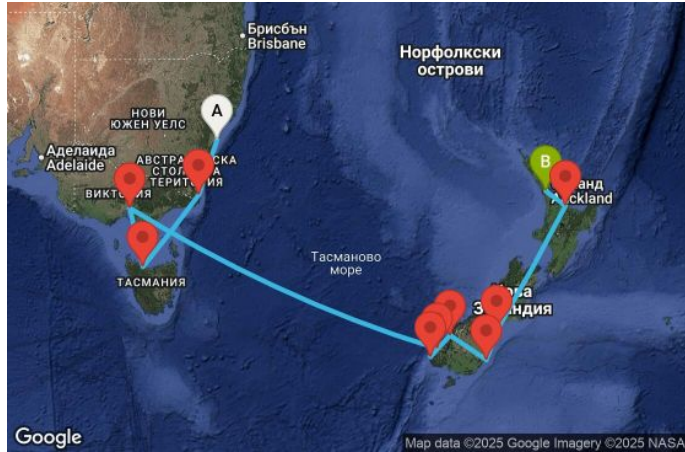 Брисбън
Brisbane
Норфолкски
острови
НОВИ
ЮЖЕН УЕЛС
A
Аделаида
Adelaide
ТЕРИТОРИЯ
B
Auckland
ТАСМАНИЯ
Тасманово
море
Google
Map data ©2025 Google Imagery ©2025 NASA